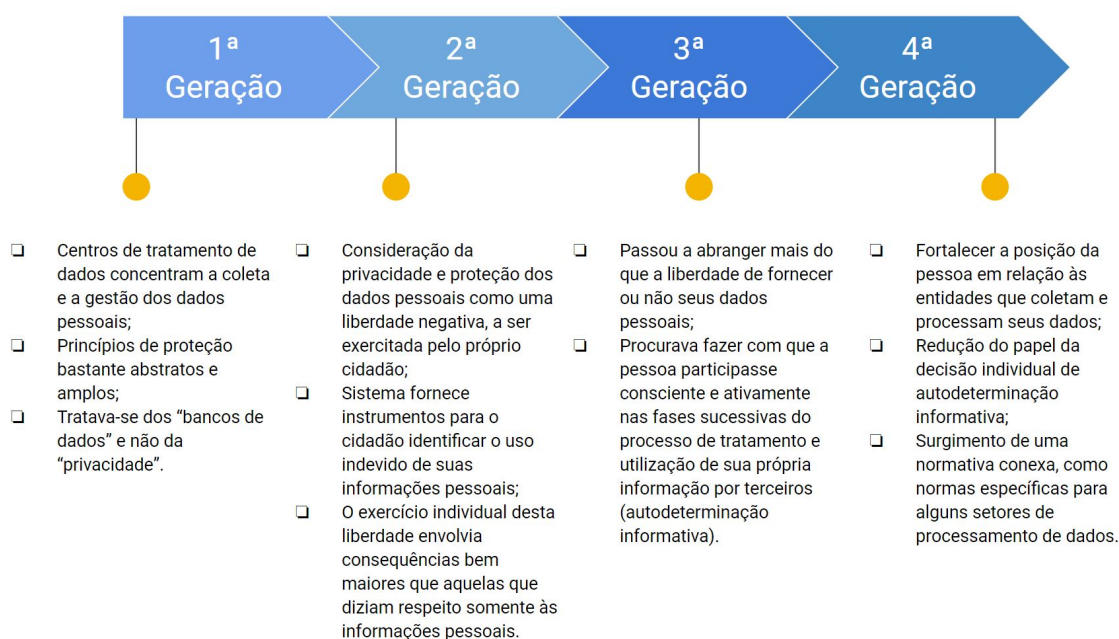 1ª
Geração
2ª
Geração
3ª
Geração
4ª
Geração
Centros de tratamento de
dados concentram a coleta
e a gestão dos dados
pessoais;
Princípios de proteção
bastante abstratos e
amplos;
Tratava-se dos “bancos de
dados” e não da
“privacidade”.
Consideração da
privacidade e proteção dos
dados pessoais como uma
liberdade negativa, a ser
exercitada pelo próprio
cidadão;
Sistema fornece
instrumentos para o
cidadão identificar o uso
indevido de suas
informações pessoais;
O exercício individual desta
liberdade envolvia
consequências bem
maiores que aquelas que
diziam respeito somente às
informações pessoais.
Passou a abranger mais do
que a liberdade de fornecer
ou não seus dados
pessoais;
Procurava fazer com que a
pessoa participasse
consciente e ativamente
nas fases sucessivas do
processo de tratamento e
utilização de sua própria
informação por terceiros
(autodeterminação
informativa).
Fortalecer a posição da
pessoa em relação às
entidades que coletam e
processam seus dados;
Redução do papel da
decisão individual de
autodeterminação
informativa;
Surgimento de uma
normativa conexa, como
normas específicas para
alguns setores de
processamento de dados.